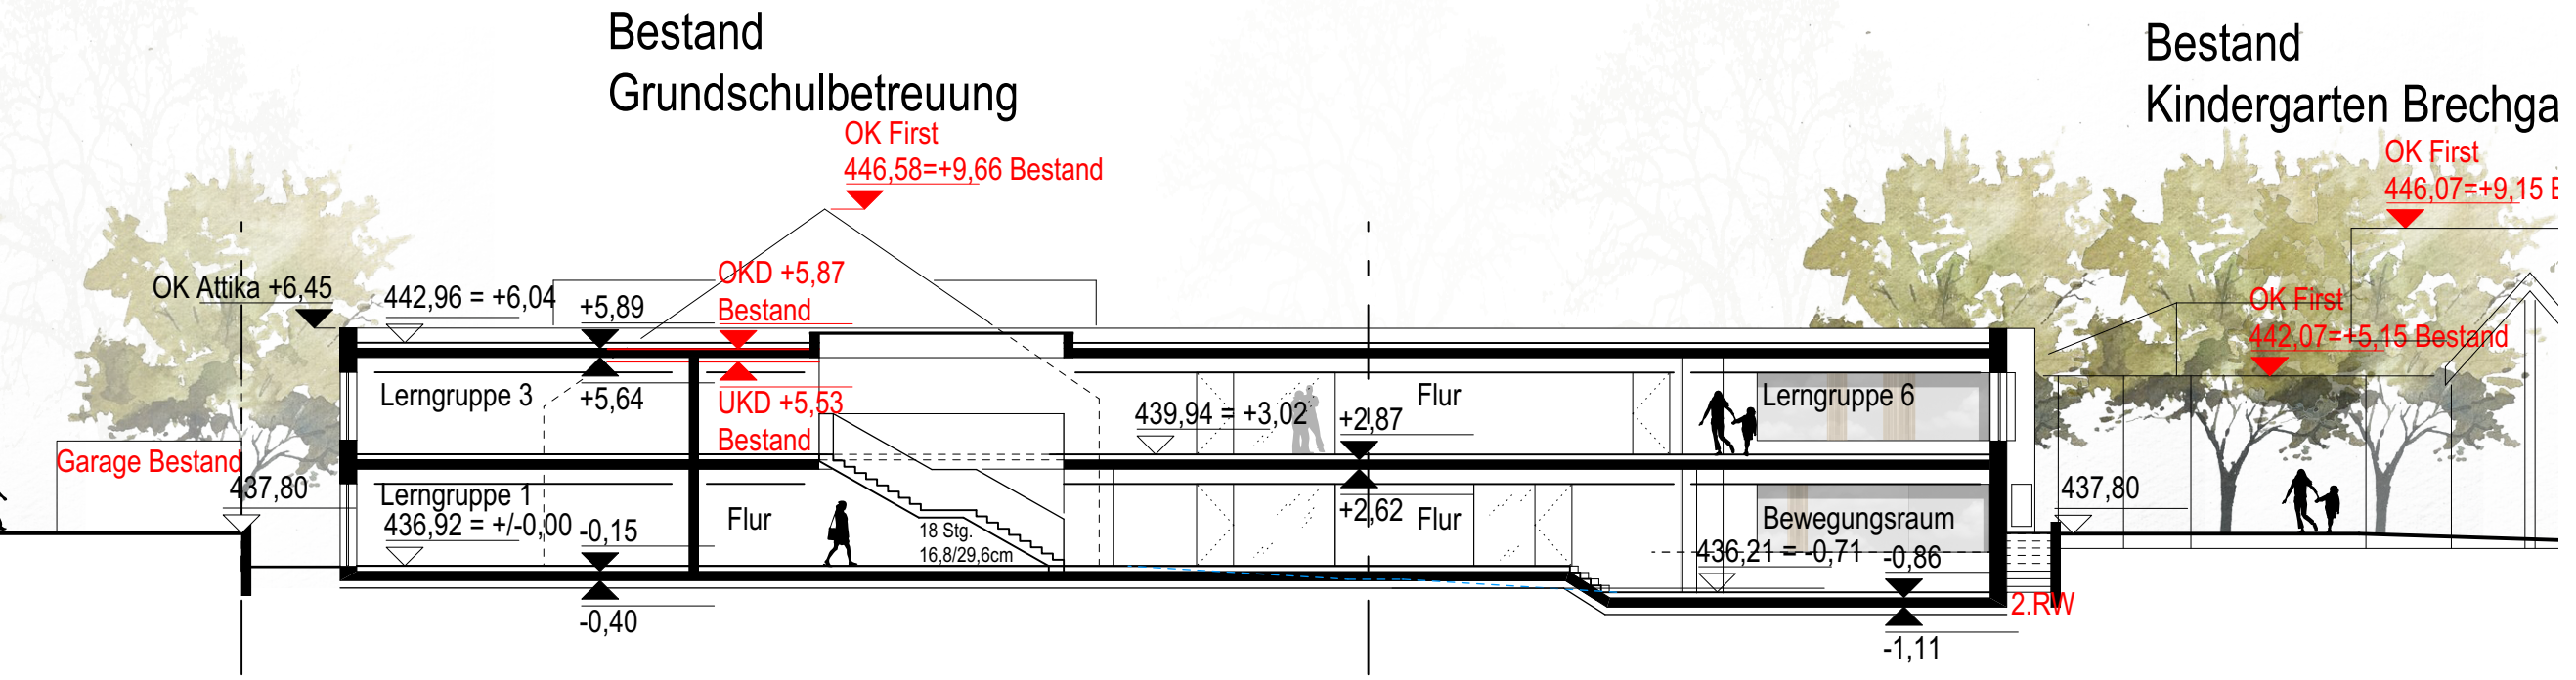 Bestand
Grundschulbetreuung
OK First
446,58=+9,66 Bestand
Bestand
Kindergarten Brechga
OK First
446,07=+9,15 B
OK Attika +6,45
442,96 = +6,04
+5,89
OKD +5,87
Bestand
OK First
442,07=+5,15 Bestand
Lerngruppe 3
+5,64
UKD +5,53
Bestand
439,94 = +3,02
+2,87
Flur
Lerngruppe 6
Garage Bestand
437,80
Lerngruppe 1
436,92 = +/-0,00
-0,15
Flur
18 Stg.
16,8/29,6cm
+2,62
Flur
Bewegungsraum
436,21 = -0,71
-0,86
437,80
2.RW
-0,40
-1,11